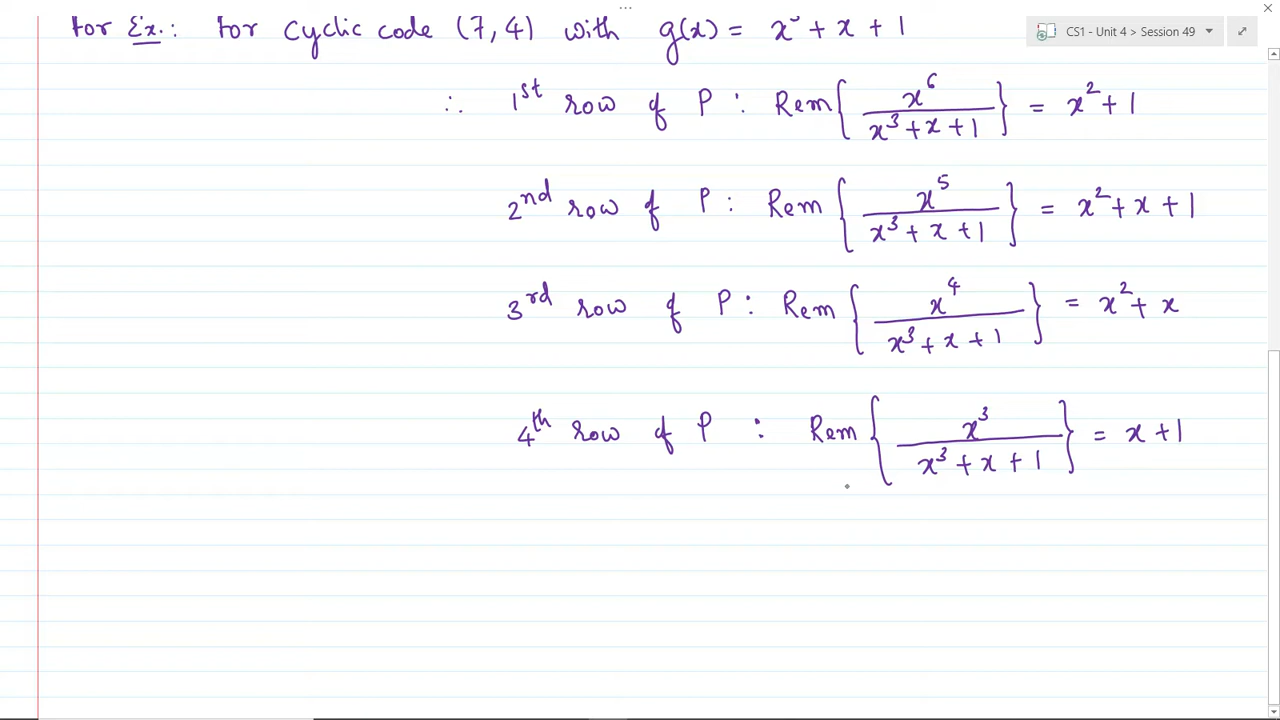 ...
For Ex.: For cyclic code (7,4) with g(x) = x³ + x + 1
CS1 - Unit 4 > Session 49
∴ 1st row of P : Rem{ x⁶ / x³ + x + 1 } = x² + 1
2nd row of P : Rem{ x⁵ / x³ + x + 1 } = x² + x + 1
3rd row of P : Rem{ x⁴ / x³ + x + 1 } = x² + x
4th row of P : Rem{ x³ / x³ + x + 1 } = x + 1